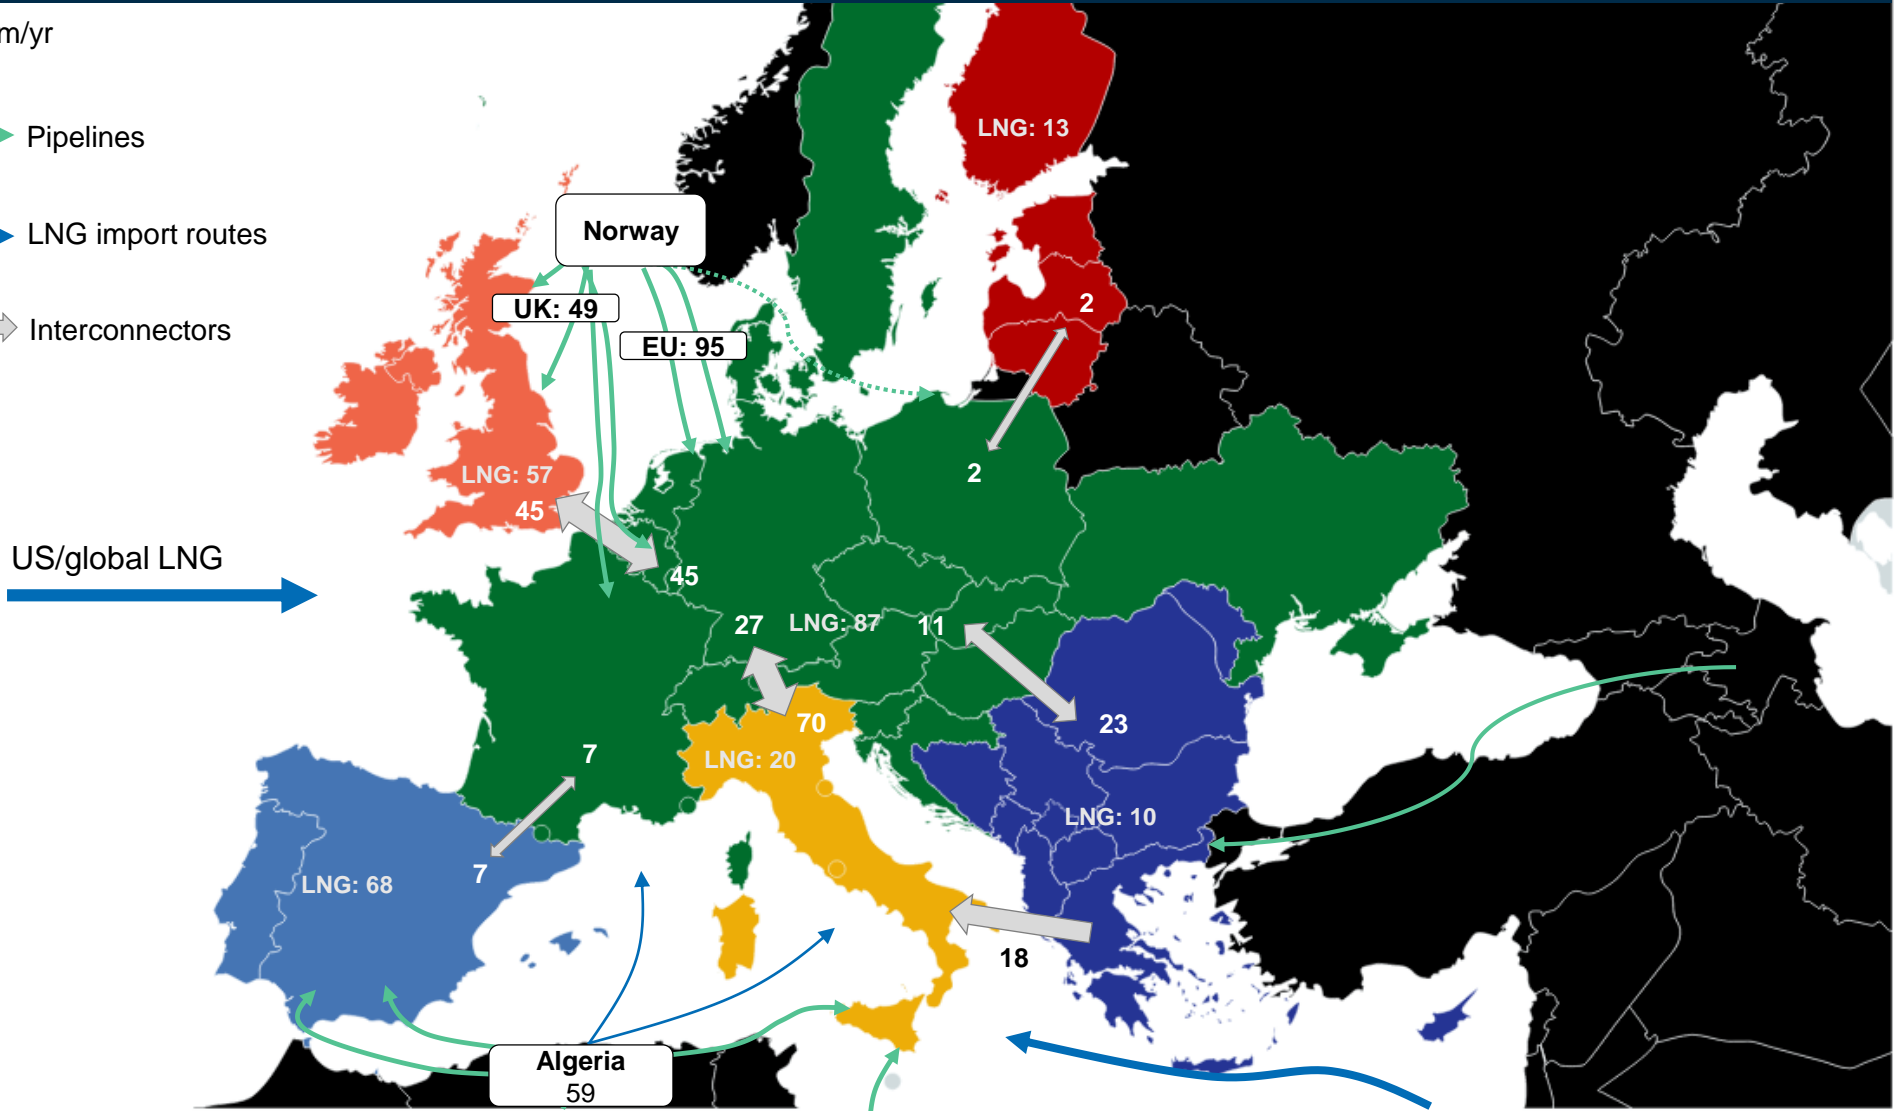 m/yr
Pipelines
LNG import routes
Interconnectors
US/global LNG
Norway
UK: 49
EU: 95
LNG: 13
2
2
LNG: 57
45
45
27
LNG: 87
11
70
LNG: 20
23
7
7
LNG: 10
LNG: 68
18
Algeria
59